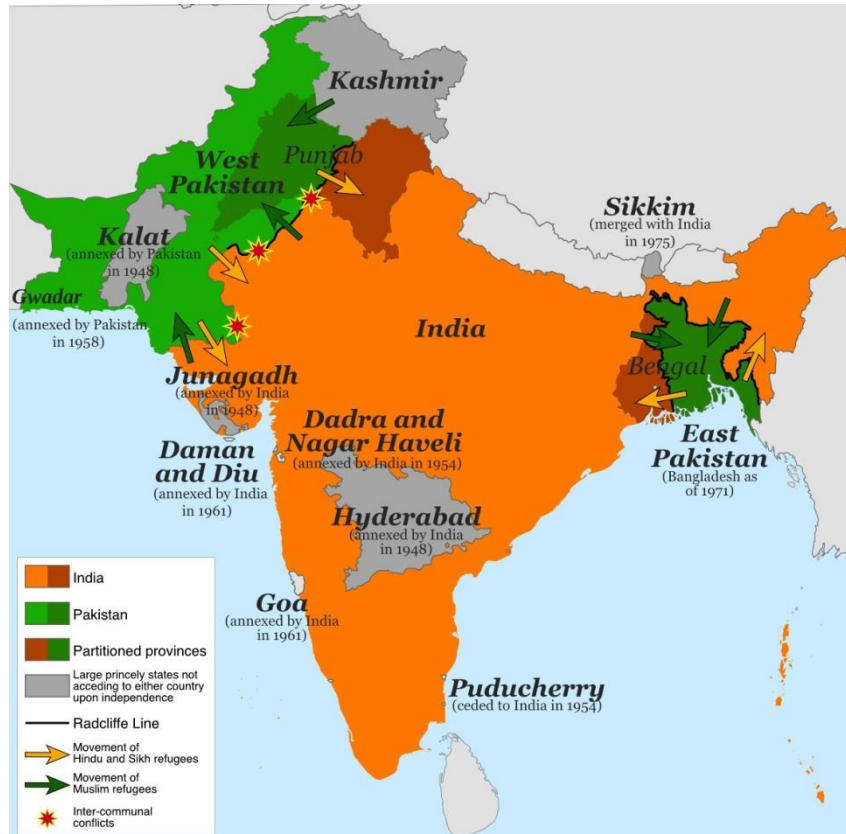 Kashmir
Punjab
West
Pakistan
Sikkim
(merged with India
in 1975)
Kalat
(annexed by Pakistan
in 1948)
Gwadar
(annexed by Pakistan
in 1958)
India
Bengal
Junagadh
(annexed by India
in 1948)
Dadra and
Nagar Haveli
(annexed by India in 1954)
Daman
and Diu
(annexed by India
in 1961)
East
Pakistan
(Bangladesh as
of 1971)
Hyderabad
(annexed by India
in 1948)
Goa
(annexed by India
in 1961)
Puducherry
(ceded to India in 1954)
India
Pakistan
Partitioned provinces
Large princely states not
acceding to either country
upon independence
Radcliffe Line
Movement of
Hindu and Sikh refugees
Movement of
Muslim refugees
Inter-communal
conflicts